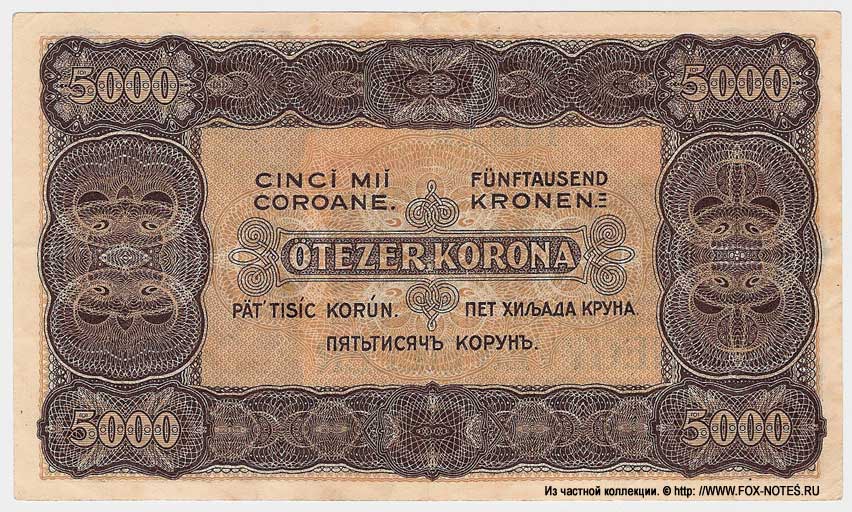 5000 5000
CINCI MII
COROANE.
FÜNFTAUSEND
KRONEN
ÖTEZER KORONA
PÄT' TISÍC KORÚN.
ПЕТ ХИЉАДА КРУНА.
ПЯТЬТИСЯЧЪ КОРУНЪ.
5000 5000
Из частной коллекции. © http: //WWW.FOX-NOTES.RU